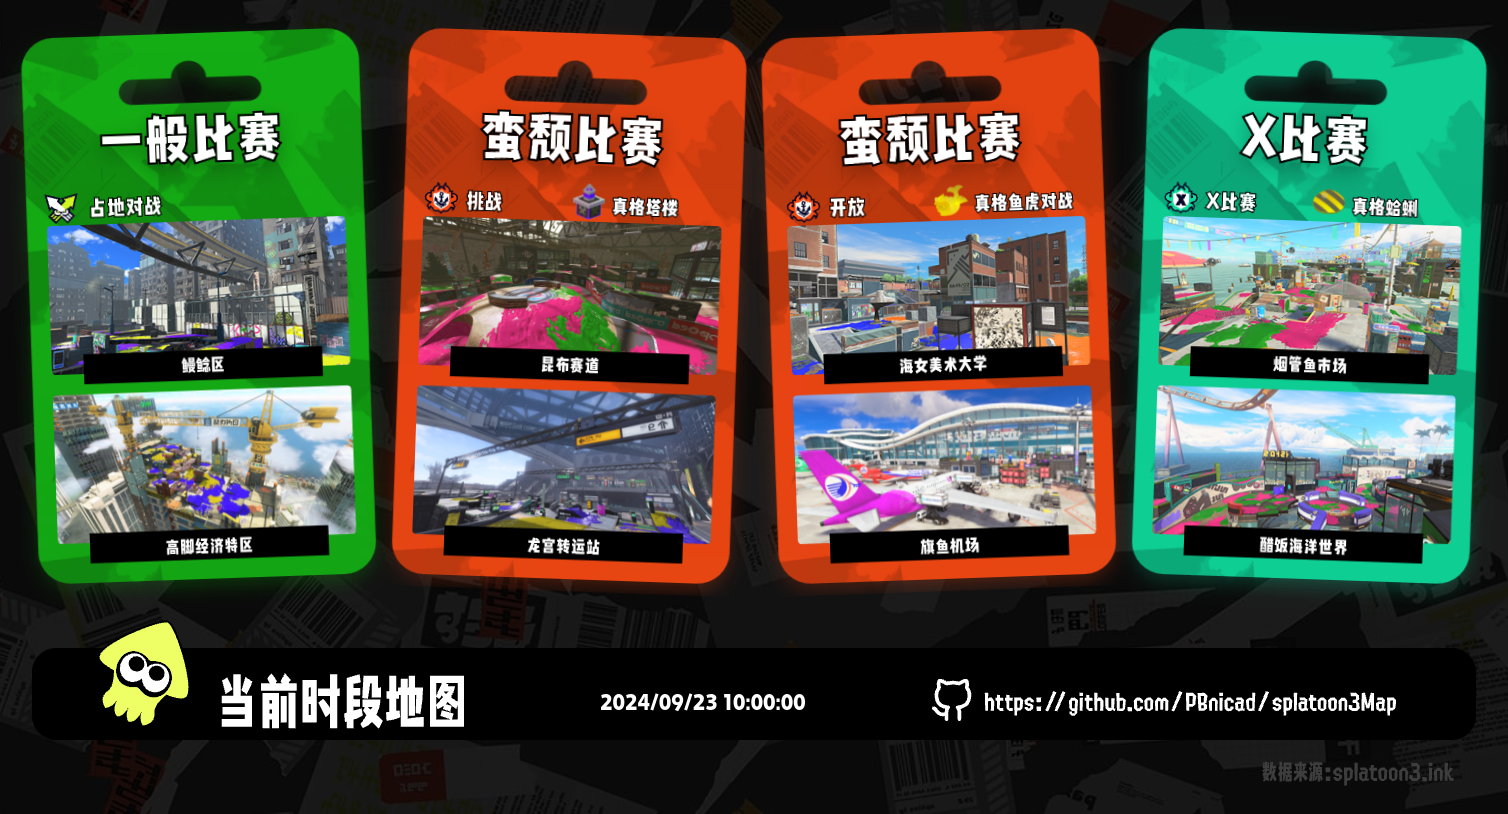 一般比赛
占地对战
鳗鲶区
高脚经济特区
蛮颓比赛
挑战
真格塔楼
昆布赛道
龙宫转运站
蛮颓比赛
开放
真格鱼虎对战
海女美术大学
旗鱼机场
X比赛
X比赛
真格蛤蜊
烟管鱼市场
醋饭海洋世界
当前时段地图
2024/09/23 10:00:00
https://github.com/PBnicad/splatoon3Map
数据来源:splatoon3.ink